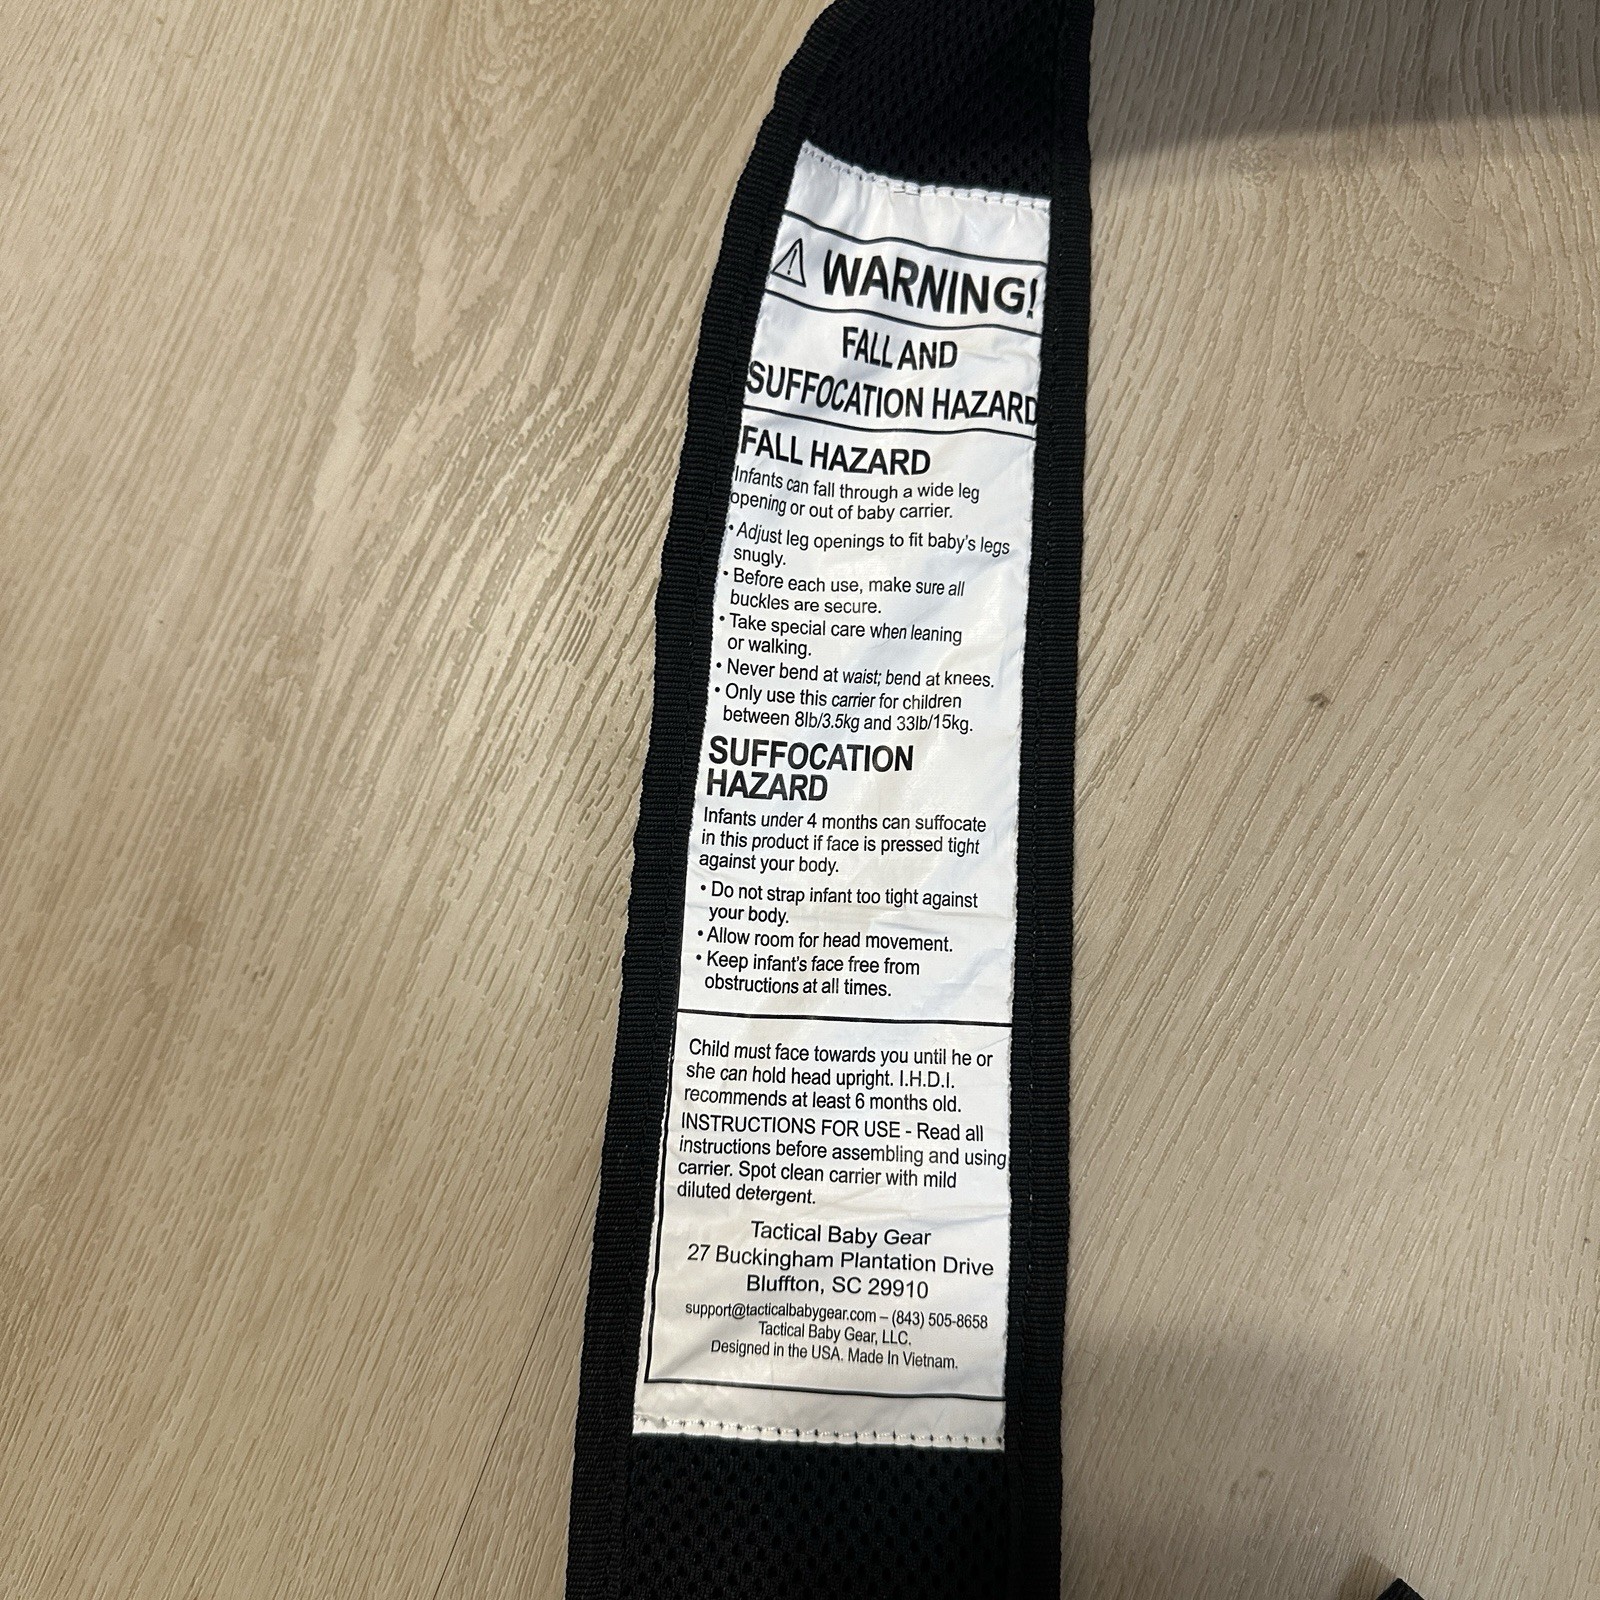 WARNING!
FALL AND
SUFFOCATION HAZARD
FALL HAZARD
Infants can fall through a wide leg
opening or out of baby carrier.
• Adjust leg openings to fit baby's legs
snugly.
• Before each use, make sure all
buckles are secure.
• Take special care when leaning
or walking.
• Never bend at waist; bend at knees.
• Only use this carrier for children
between 8lb/3.5kg and 33lb/15kg.
SUFFOCATION
HAZARD
Infants under 4 months can suffocate
in this product if face is pressed tight
against your body.
• Do not strap infant too tight against
your body.
• Allow room for head movement.
• Keep infant's face free from
obstructions at all times.
Child must face towards you until he or
she can hold head upright. I.H.D.I.
recommends at least 6 months old.
INSTRUCTIONS FOR USE - Read all
instructions before assembling and using
carrier. Spot clean carrier with mild
diluted detergent.
Tactical Baby Gear
27 Buckingham Plantation Drive
Bluffton, SC 29910
support@tacticalbabygear.com – (843) 505-8658
Tactical Baby Gear, LLC.
Designed in the USA. Made In Vietnam.